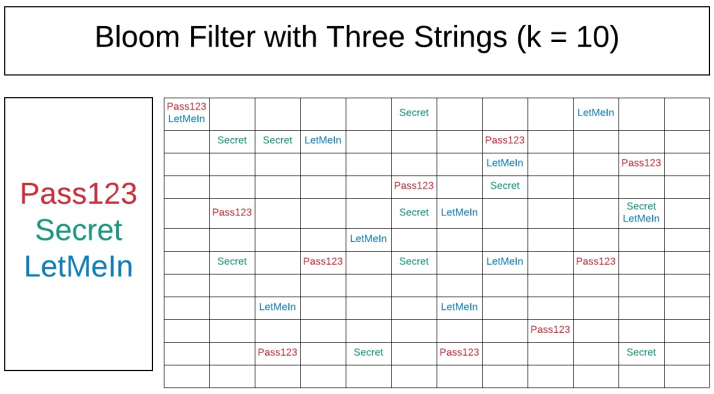 Bloom Filter with Three Strings (k = 10)
Pass123
Secret
LetMeIn
Pass123
LetMeIn
Secret
LetMeIn
Secret
Secret
LetMeIn
Pass123
LetMeIn
Pass123
Pass123
Secret
Pass123
Secret
LetMeIn
Secret
LetMeIn
LetMeIn
Secret
Pass123
Secret
LetMeIn
Pass123
LetMeIn
LetMeIn
Pass123
Pass123
Secret
Pass123
Secret